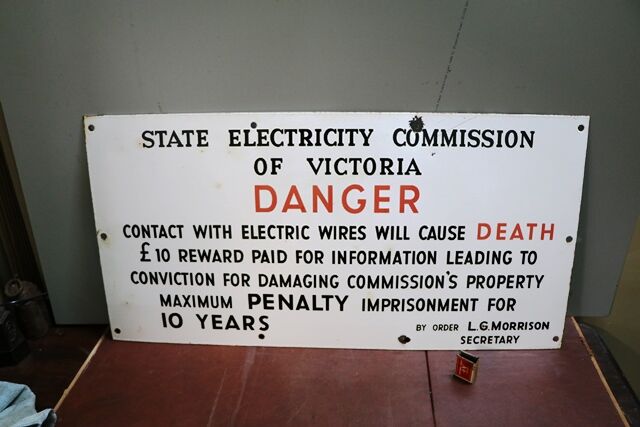 STATE ELECTRICITY COMMISSION
OF VICTORIA
DANGER
CONTACT WITH ELECTRIC WIRES WILL CAUSE DEATH
£10 REWARD PAID FOR INFORMATION LEADING TO
CONVICTION FOR DAMAGING COMMISSION'S PROPERTY
MAXIMUM PENALTY IMPRISONMENT FOR
10 YEARS
BY ORDER L.G. MORRISON
SECRETARY